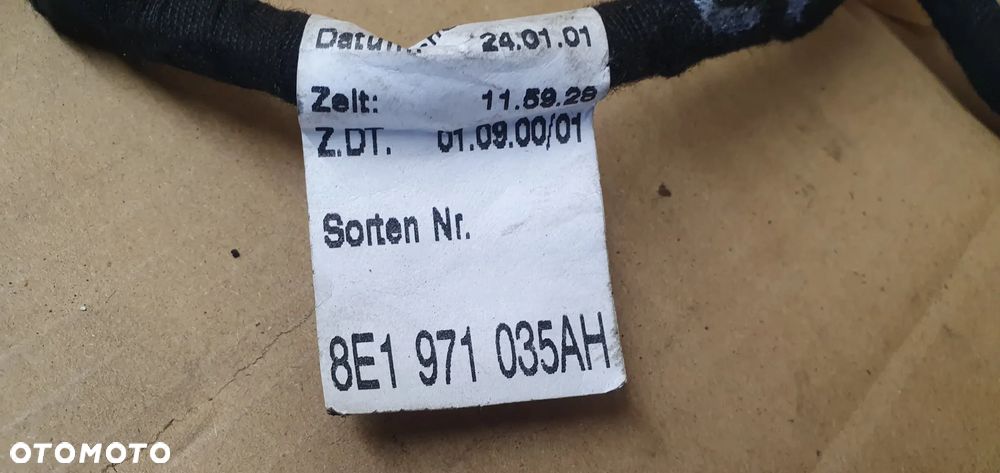 24.01.01
Zeit: 11.59.28
Z.DT. 01.09.00/01
Sorten Nr.
8E1 971 035AH
OTOMOTO